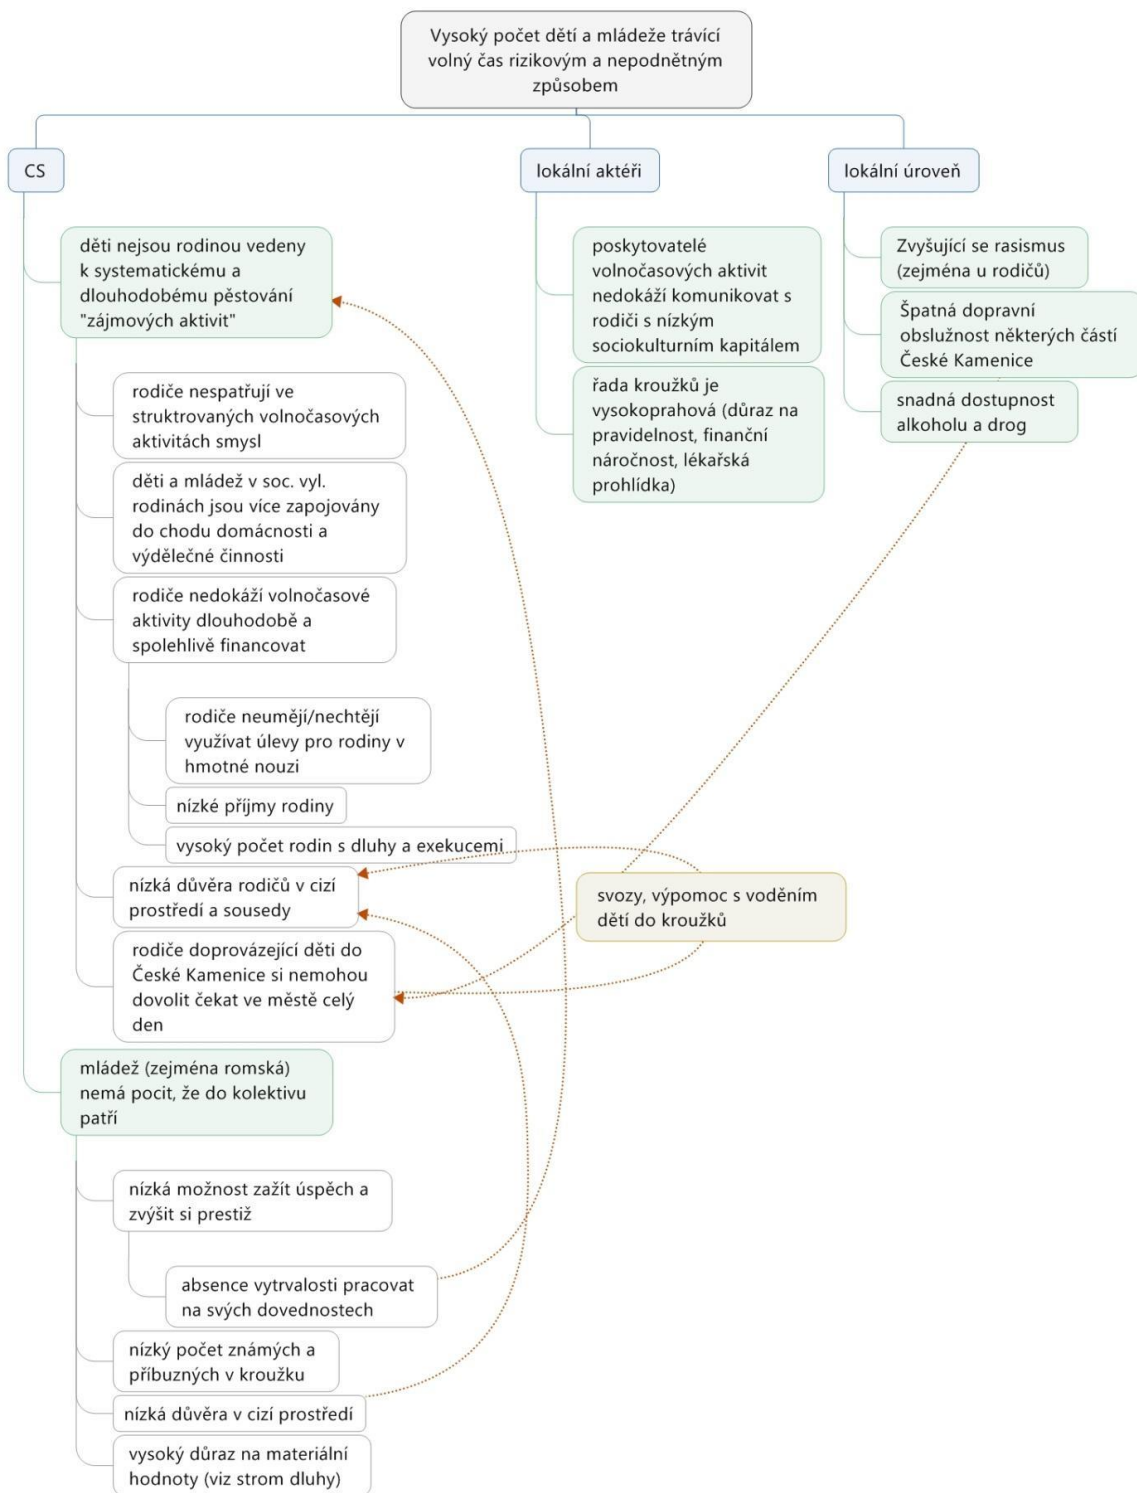 Vysoký počet dětí a mládeže trávící
volný čas rizikovým a nepodnětným
způsobem
CS
děti nejsou rodinou vedeny
k systematickému a
dlouhodobému pěstování
"zájmových aktivit"
rodiče nespatřují ve
struktrovaných volnočasových
aktivitách smysl
děti a mládež v soc. vyl.
rodinách jsou více zapojovány
do chodu domácnosti a
výdělečné činnosti
rodiče nedokáží volnočasové
aktivity dlouhodobě a
spolehlivě financovat
rodiče neumějí/nechtějí
využívat úlevy pro rodiny v
hmotné nouzi
nízké příjmy rodiny
vysoký počet rodin s dluhy a exekucemi
nízká důvěra rodičů v cizí
prostředí a sousedy
rodiče doprovázející děti do
České Kamenice si nemohou
dovolit čekat ve městě celý
den
mládež (zejména romská)
nemá pocit, že do kolektivu
patří
nízká možnost zažít úspěch a
zvýšit si prestiž
absence vytrvalosti pracovat
na svých dovednostech
nízký počet známých a
příbuzných v kroužku
nízká důvěra v cizí prostředí
vysoký důraz na materiální
hodnoty (viz strom dluhy)
lokální aktéři
poskytovatelé
volnočasových aktivit
nedokáží komunikovat s
rodiči s nízkým
sociokulturním kapitálem
řada kroužků je
vysokoprahová (důraz na
pravidelnost, finanční
náročnost, lékařská
prohlídka)
lokální úroveň
Zvyšující se rasismus
(zejména u rodičů)
Špatná dopravní
obslužnost některých částí
České Kamenice
snadná dostupnost
alkoholu a drog
svozy, výpomoc s voděním
dětí do kroužků